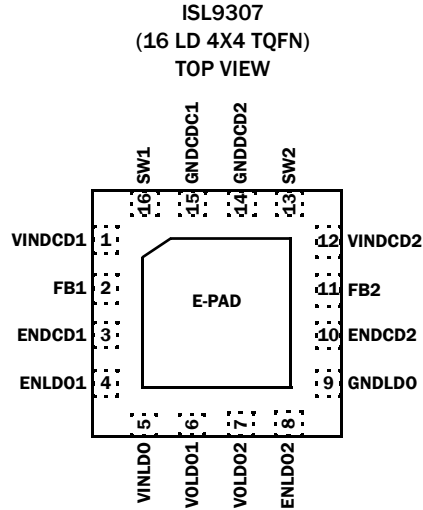 ISL9307
(16 LD 4X4 TQFN)
TOP VIEW
SW1
GNDCDC1
GNDDCD2
SW2
16
15
14
13
VINDCD1 1
12 VINDCD2
FB1 2
11 FB2
E-PAD
ENDCD1 3
10 ENDCD2
ENLDO1 4
9 GNDLDO
5
6
7
8
VINLDO
VOLDO1
VOLDO2
ENLDO2